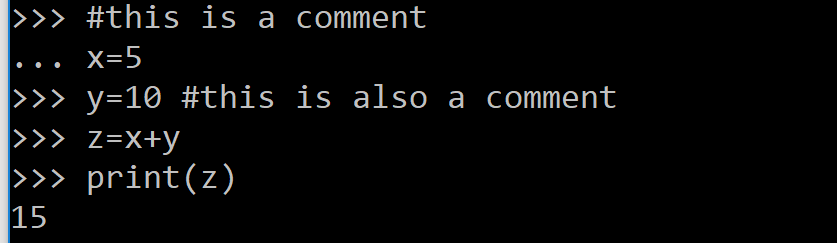 >>> #this is a comment
... x=5
>>> y=10 #this is also a comment
>>> z=x+y
>>> print(z)
15